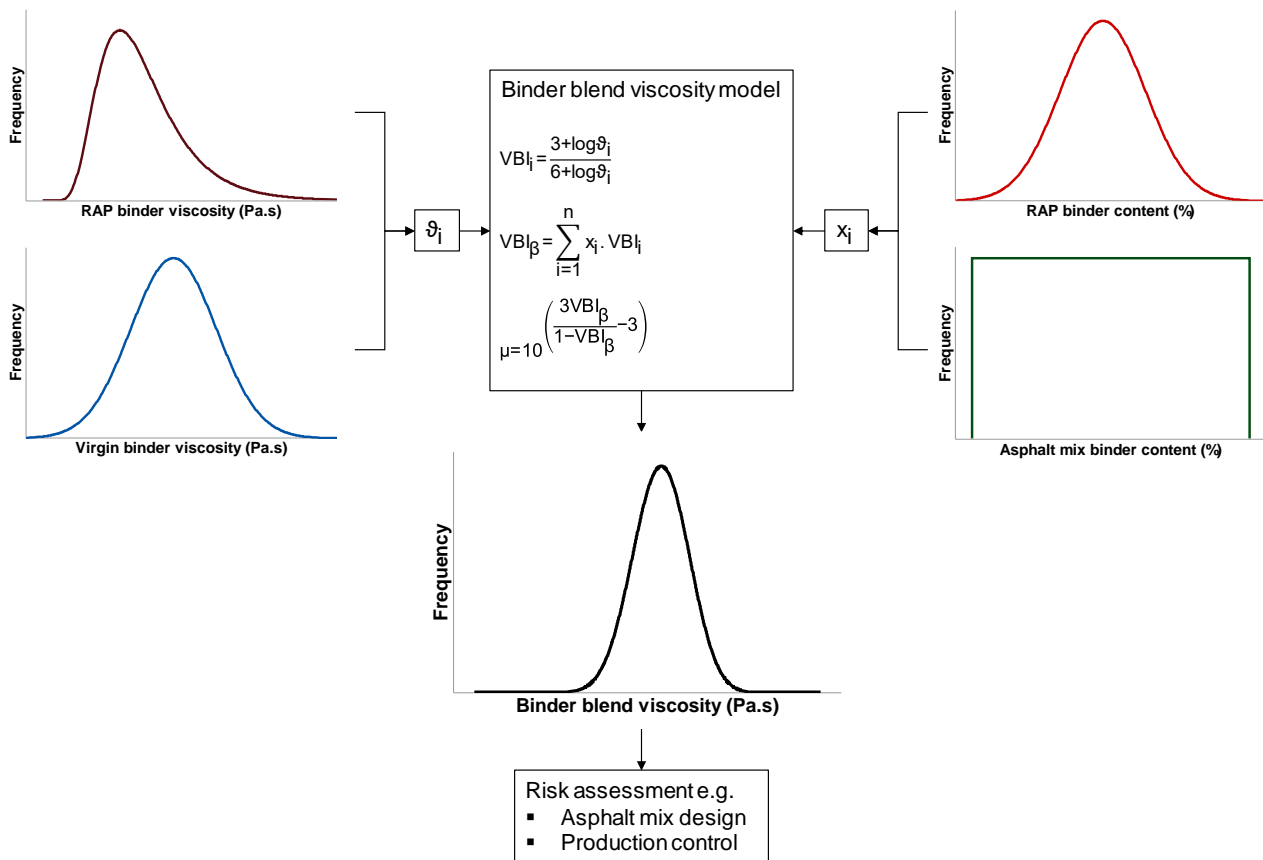 Frequency
RAP binder viscosity (Pa.s)
Frequency
Virgin binder viscosity (Pa.s)
ϑi
Binder blend viscosity model
VBIi = (3+logϑi)/(6+logϑi)
VBIβ = ∑_{i=1}^{n} xi . VBIi
μ=10^(3VBIβ/(1−VBIβ) −3)
xi
Frequency
RAP binder content (%)
Frequency
Asphalt mix binder content (%)
Frequency
Binder blend viscosity (Pa.s)
Risk assessment e.g.
▪ Asphalt mix design
▪ Production control